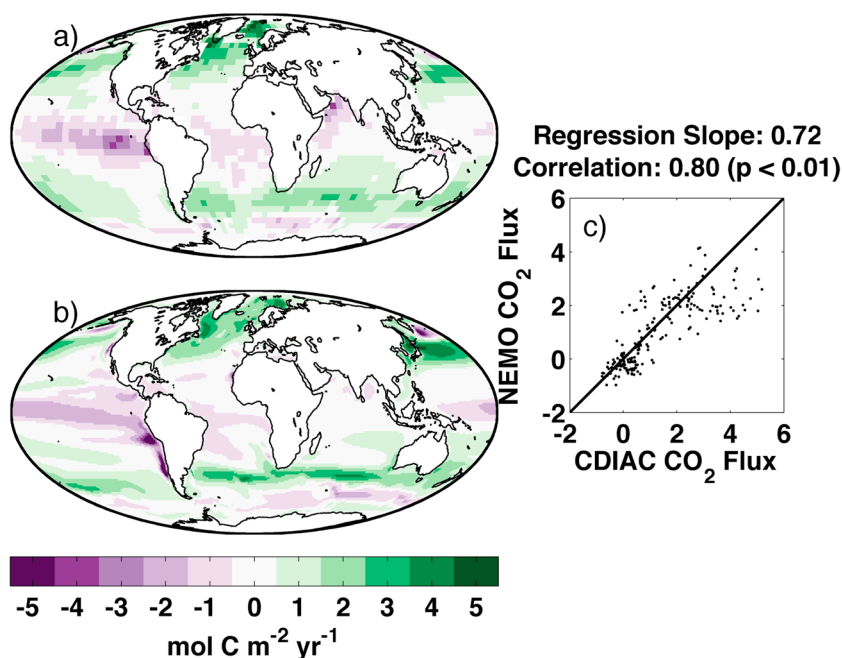 a)
b)
-5 -4 -3 -2 -1 0 1 2 3 4 5
mol C m⁻² yr⁻¹
Regression Slope: 0.72
Correlation: 0.80 (p < 0.01)
c)
NEMO CO₂ Flux
6
4
2
0
-2
-2 0 2 4 6
CDIAC CO₂ Flux